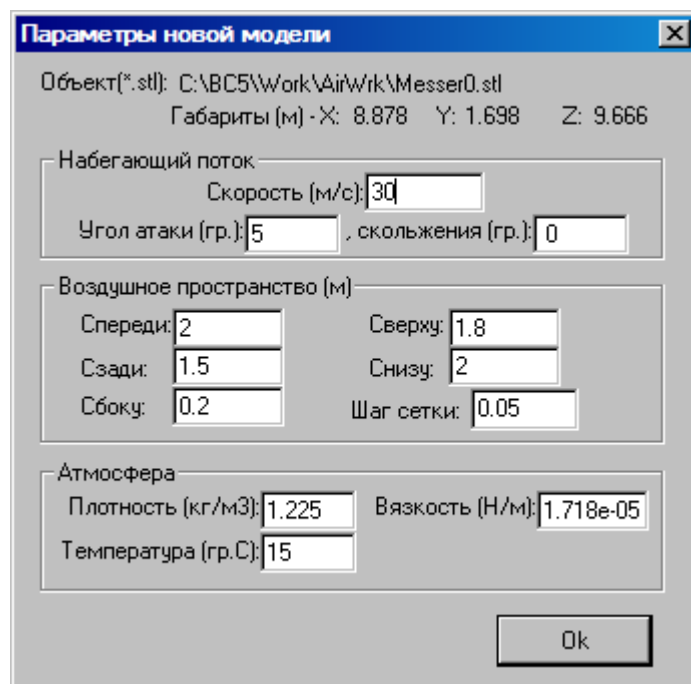 Параметры новой модели
Объект(*.stl): C:\BC5\Work\AirWrk\Messer0.stl
Габариты (м) - X: 8.878 Y: 1.698 Z: 9.666
Набегающий поток
Скорость (м/с): 30
Угол атаки (гр.): 5 , скольжения (гр.): 0
Воздушное пространство (м)
Спереди: 2 Сверху: 1.8
Сзади: 1.5 Снизу: 2
Сбоку: 0.2 Шаг сетки: 0.05
Атмосфера
Плотность (кг/м3): 1.225 Вязкость (Н/м): 1.718e-05
Температура (гр.С): 15
Ok